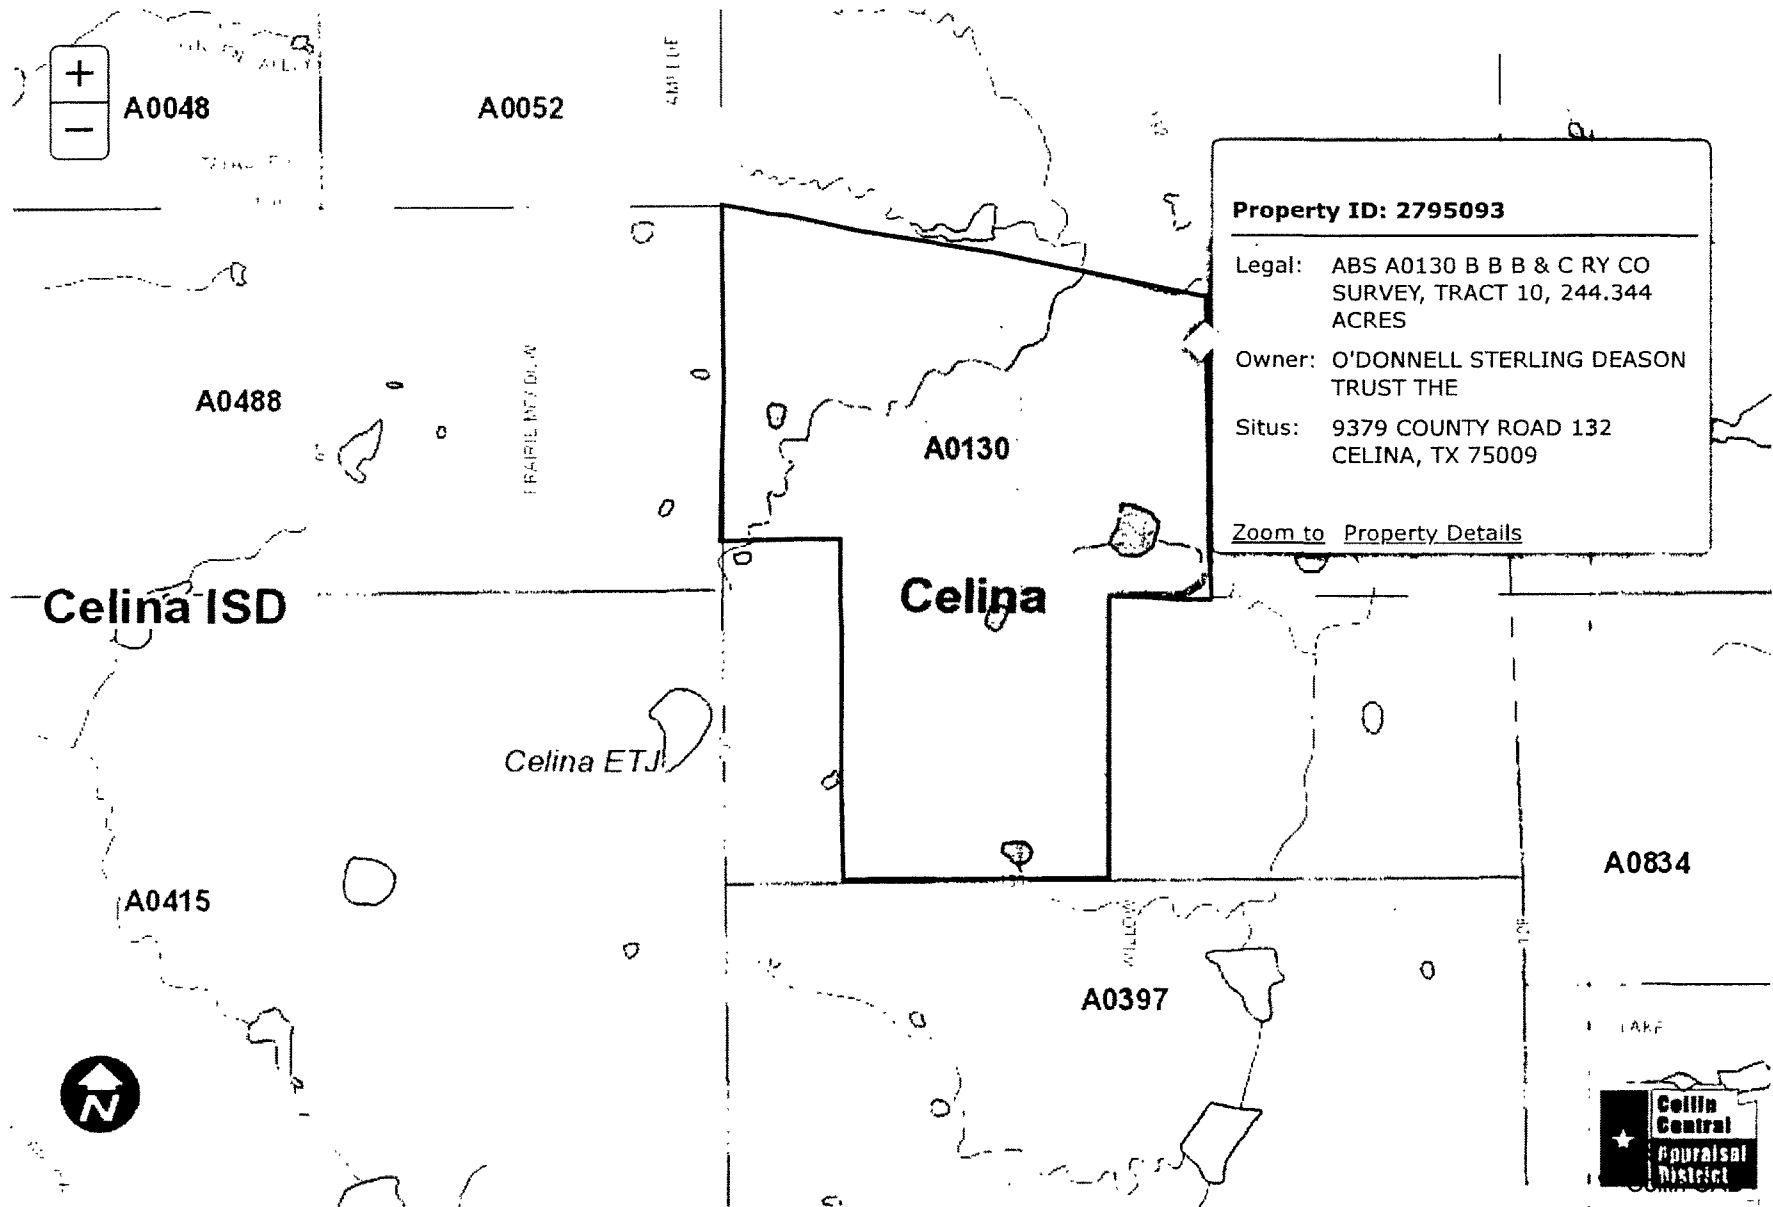 +
−
A0048
A0052
Property ID: 2795093
Legal: ABS A0130 B B B & C RY CO
SURVEY, TRACT 10, 244.344
ACRES
Owner: O'DONNELL STERLING DEASON
TRUST THE
Situs: 9379 COUNTY ROAD 132
CELINA, TX 75009
Zoom to Property Details
A0488
A0130
Celina ISD
Celina
Celina ETJ
A0834
A0415
WILLOW
A0397
LAKE
N
Collin
Central
Appraisal
District